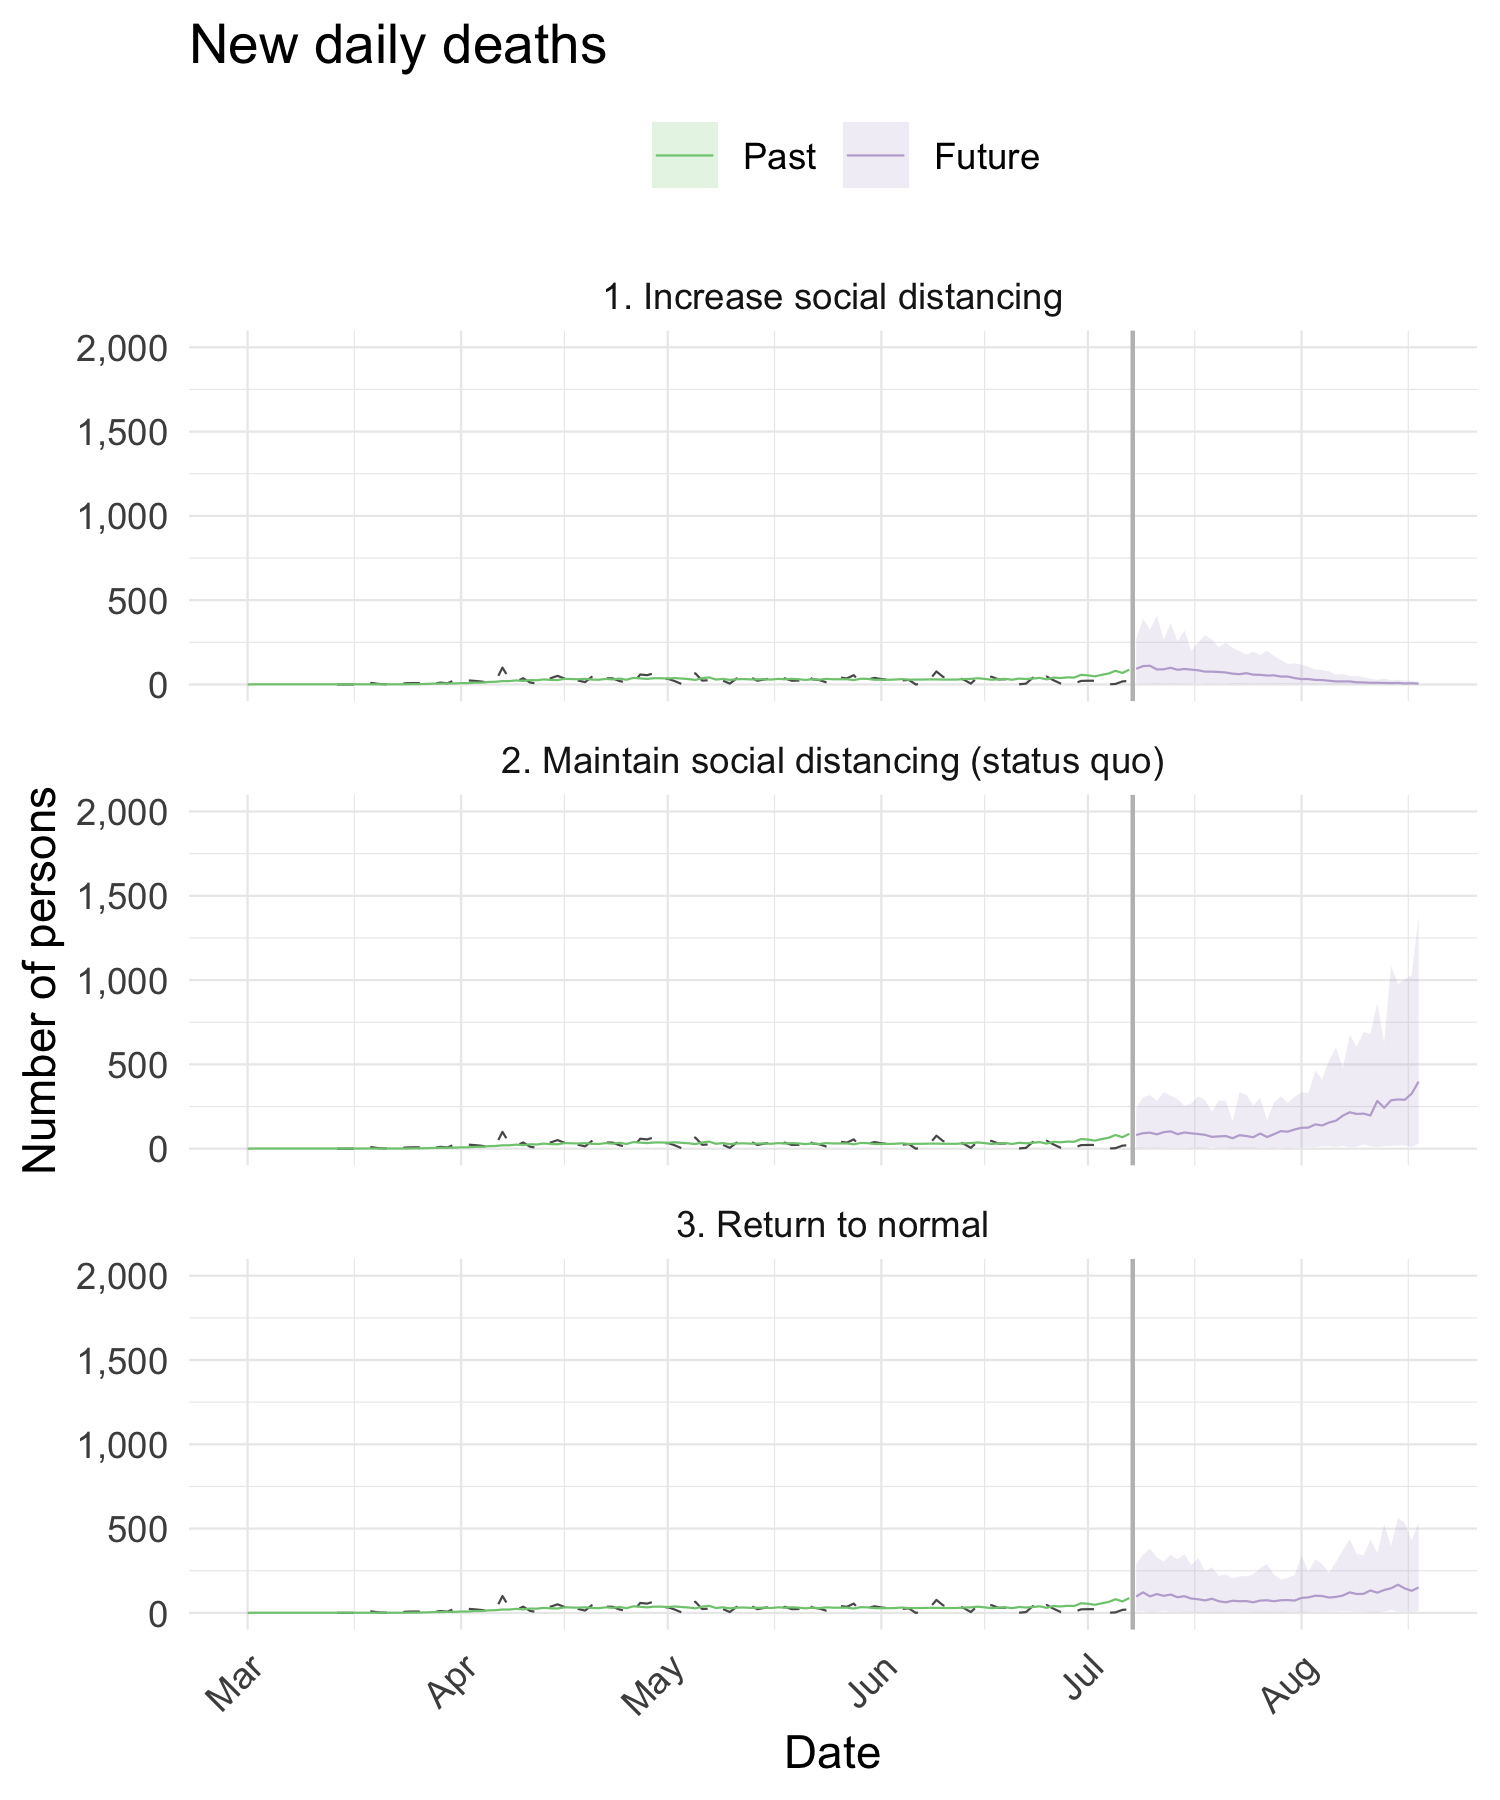 New daily deaths
Past
Future
1. Increase social distancing
2,000
1,500
1,000
500
0
2. Maintain social distancing (status quo)
2,000
1,500
1,000
500
0
3. Return to normal
2,000
1,500
1,000
500
0
Number of persons
Mar
Apr
May
Jun
Jul
Aug
Date